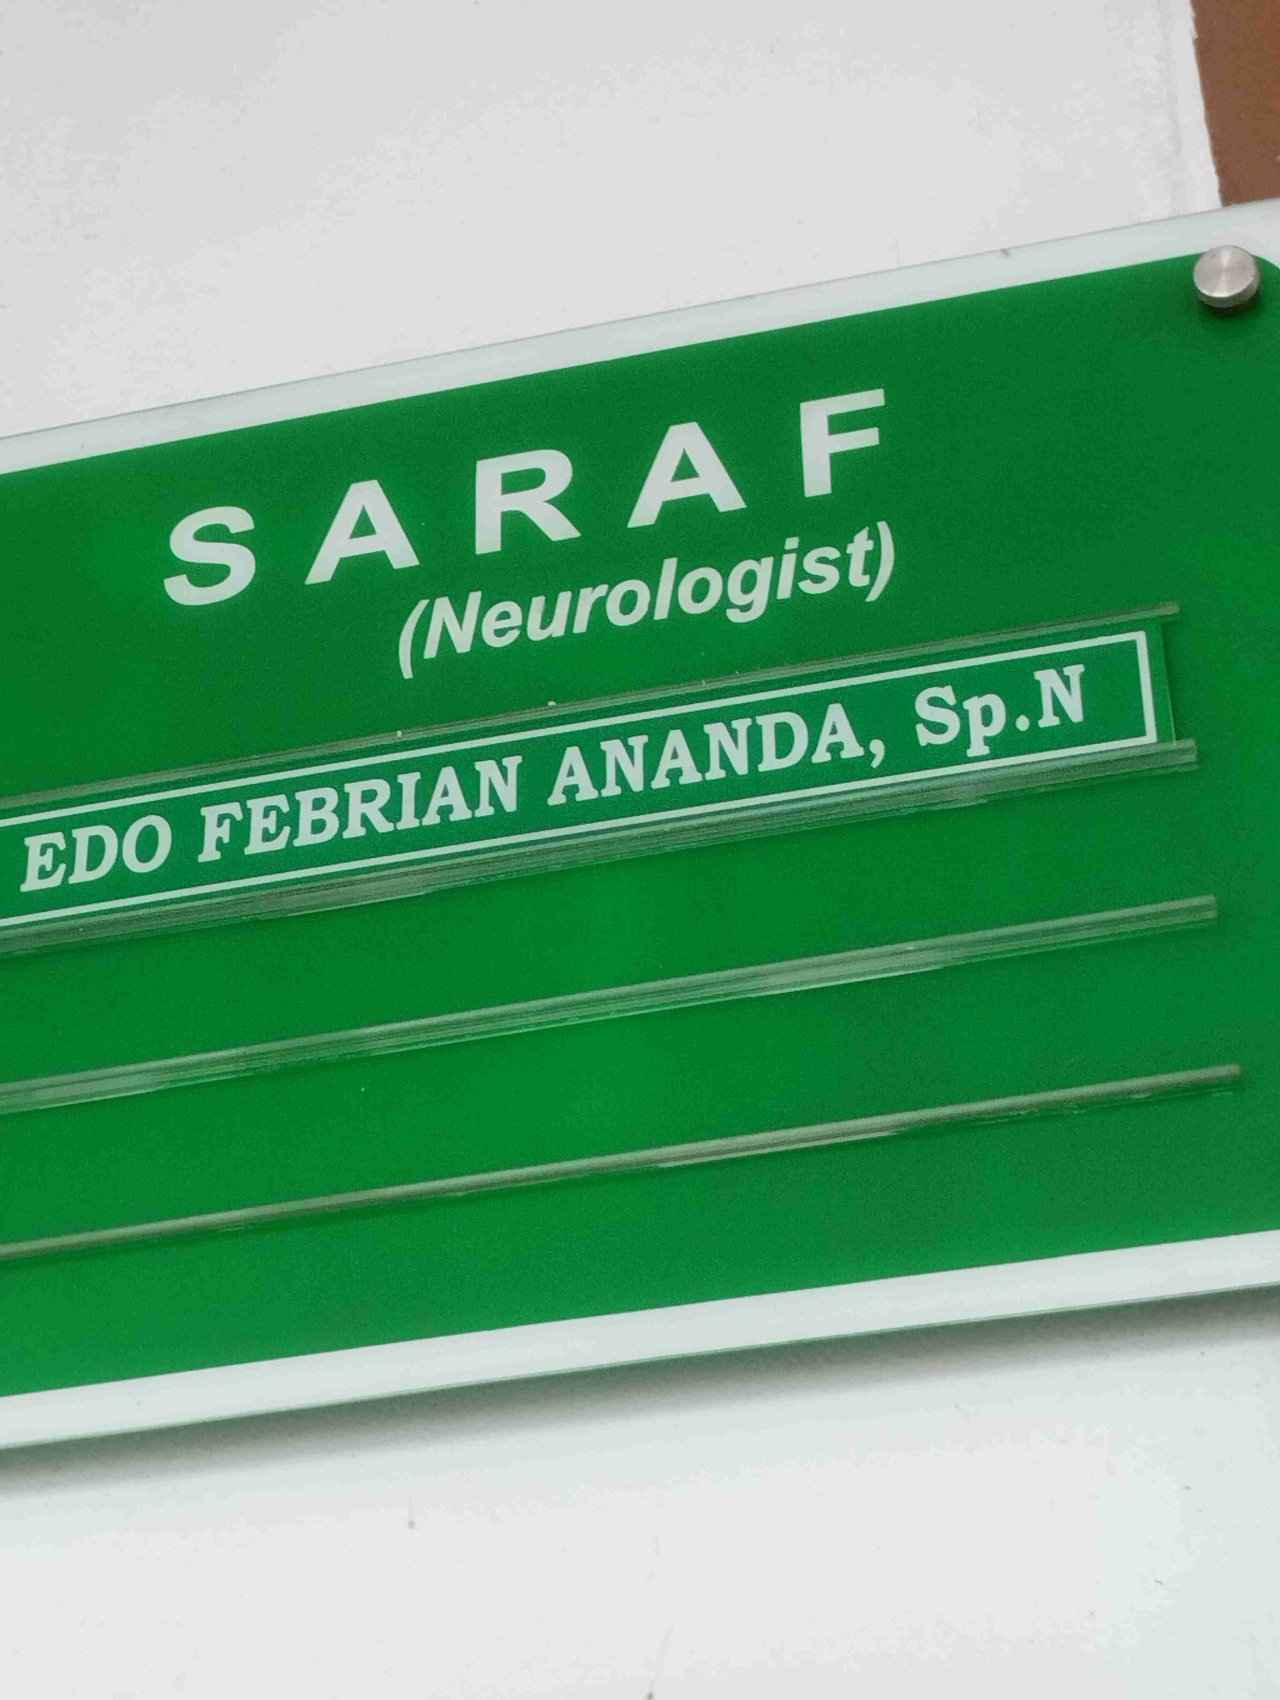 SARAF
(Neurologist)
EDO FEBRIAN ANANDA, Sp.N